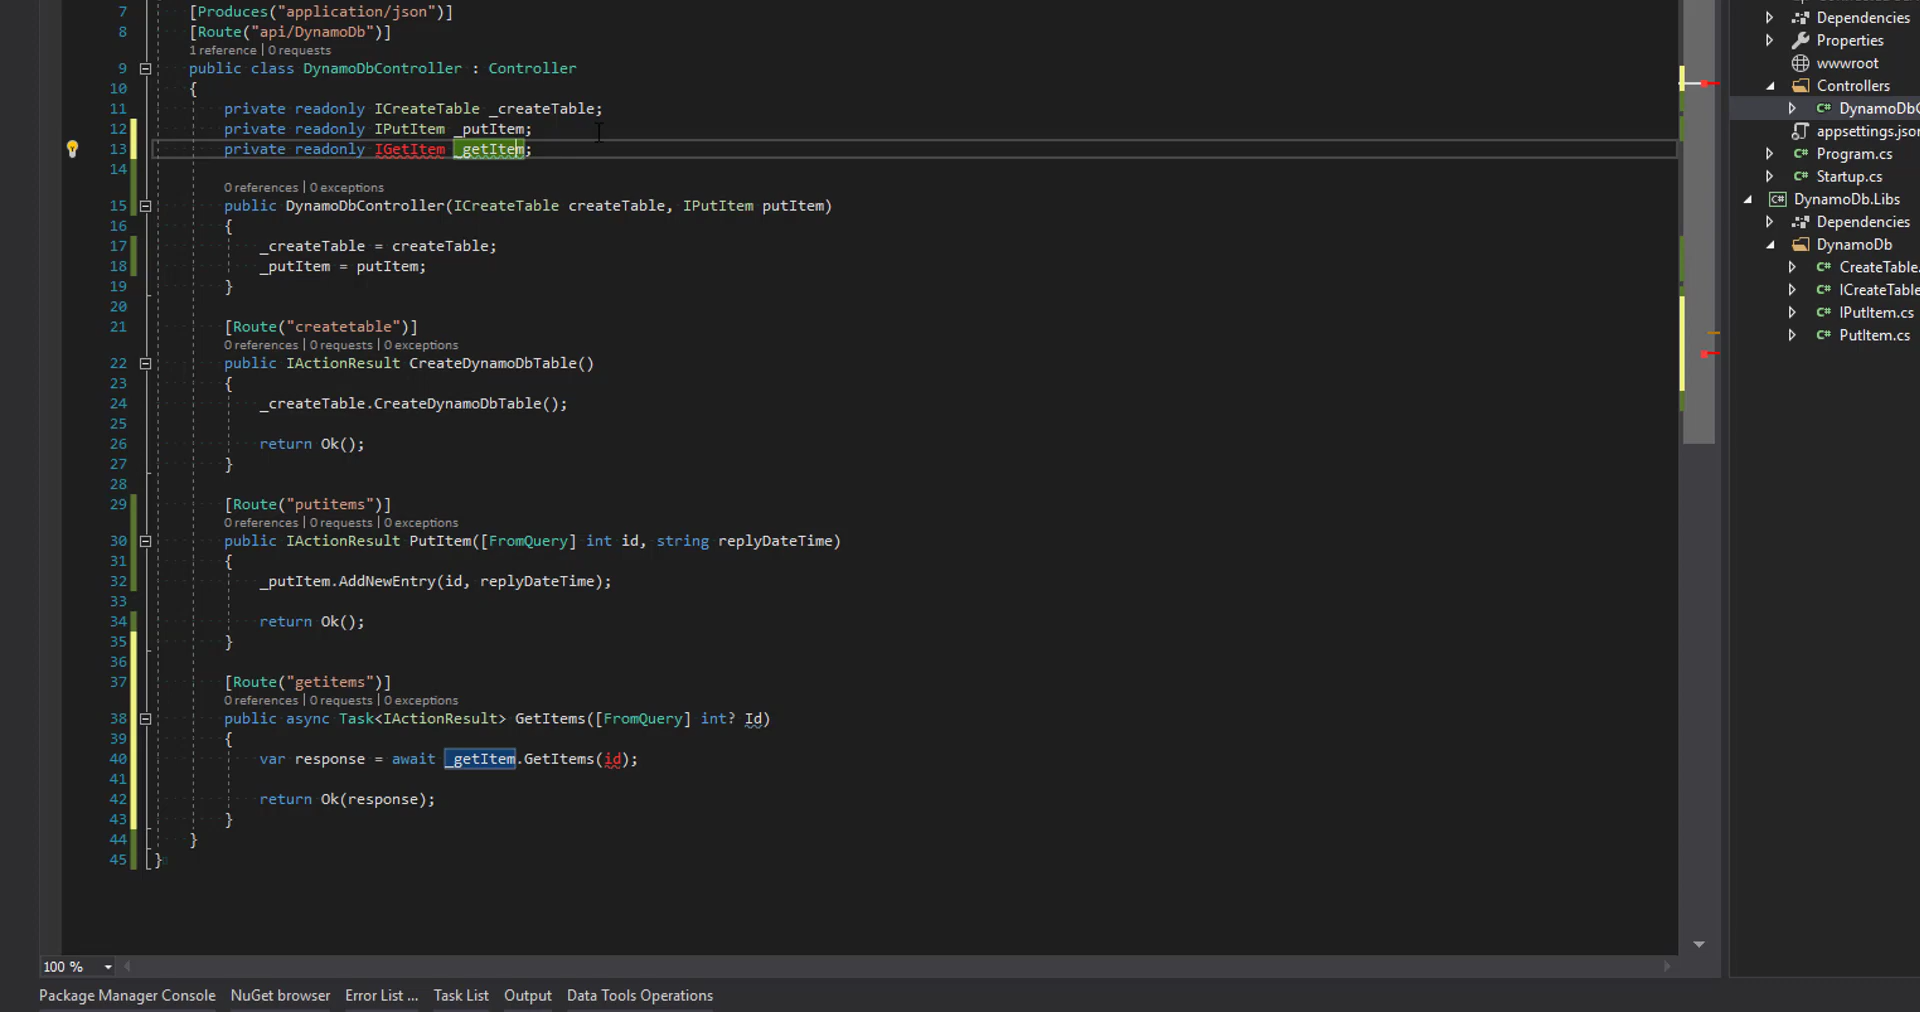 7 [Produces("application/json")]
8 [Route("api/DynamoDb")]
1 reference | 0 requests
9 public class DynamoDbController : Controller
10 {
11 private readonly ICreateTable _createTable;
12 private readonly IPutItem _putItem;
13 private readonly IGetItem _getItem;
14
0 references | 0 exceptions
15 public DynamoDbController(ICreateTable createTable, IPutItem putItem)
16 {
17 _createTable = createTable;
18 _putItem = putItem;
19 }
20
21 [Route("createtable")]
0 references | 0 requests | 0 exceptions
22 public IActionResult CreateDynamoDbTable()
23 {
24 _createTable.CreateDynamoDbTable();
25
26 return Ok();
27 }
28
29 [Route("putitems")]
0 references | 0 requests | 0 exceptions
30 public IActionResult PutItem([FromQuery] int id, string replyDateTime)
31 {
32 _putItem.AddNewEntry(id, replyDateTime);
33
34 return Ok();
35 }
36
37 [Route("getitems")]
0 references | 0 requests | 0 exceptions
38 public async Task<IActionResult> GetItems([FromQuery] int? Id)
39 {
40 var response = await _getItem.GetItems(id);
41
42 return Ok(response);
43 }
44 }
45 }
100 %
Package Manager Console NuGet browser Error List ... Task List Output Data Tools Operations
Dependencies
Properties
wwwroot
Controllers
C# DynamoDbC
appsettings.json
C# Program.cs
C# Startup.cs
C# DynamoDb.Libs
Dependencies
DynamoDb
C# CreateTable.
C# ICreateTable
C# IPutItem.cs
C# PutItem.cs